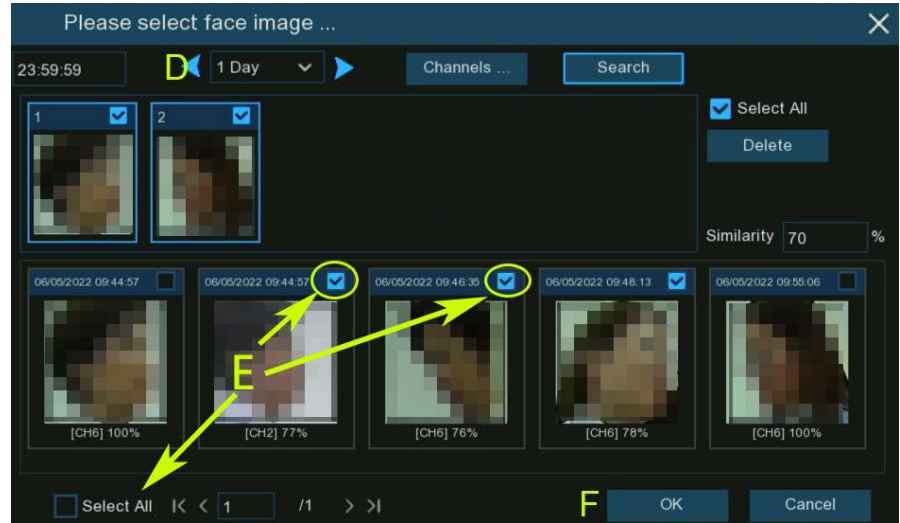 Please select face image ...
23:59:59
D
1 Day
Channels ...
Search
1
2
Select All
Delete
Similarity 70 %
06/05/2022 09:44:57
06/05/2022 09:44:57
06/05/2022 09:46:35
06/05/2022 09:48:13
06/05/2022 09:55:06
E
[CH6] 100%
[CH2] 77%
[CH6] 76%
[CH6] 78%
[CH6] 100%
Select All
1 /1
F
OK
Cancel